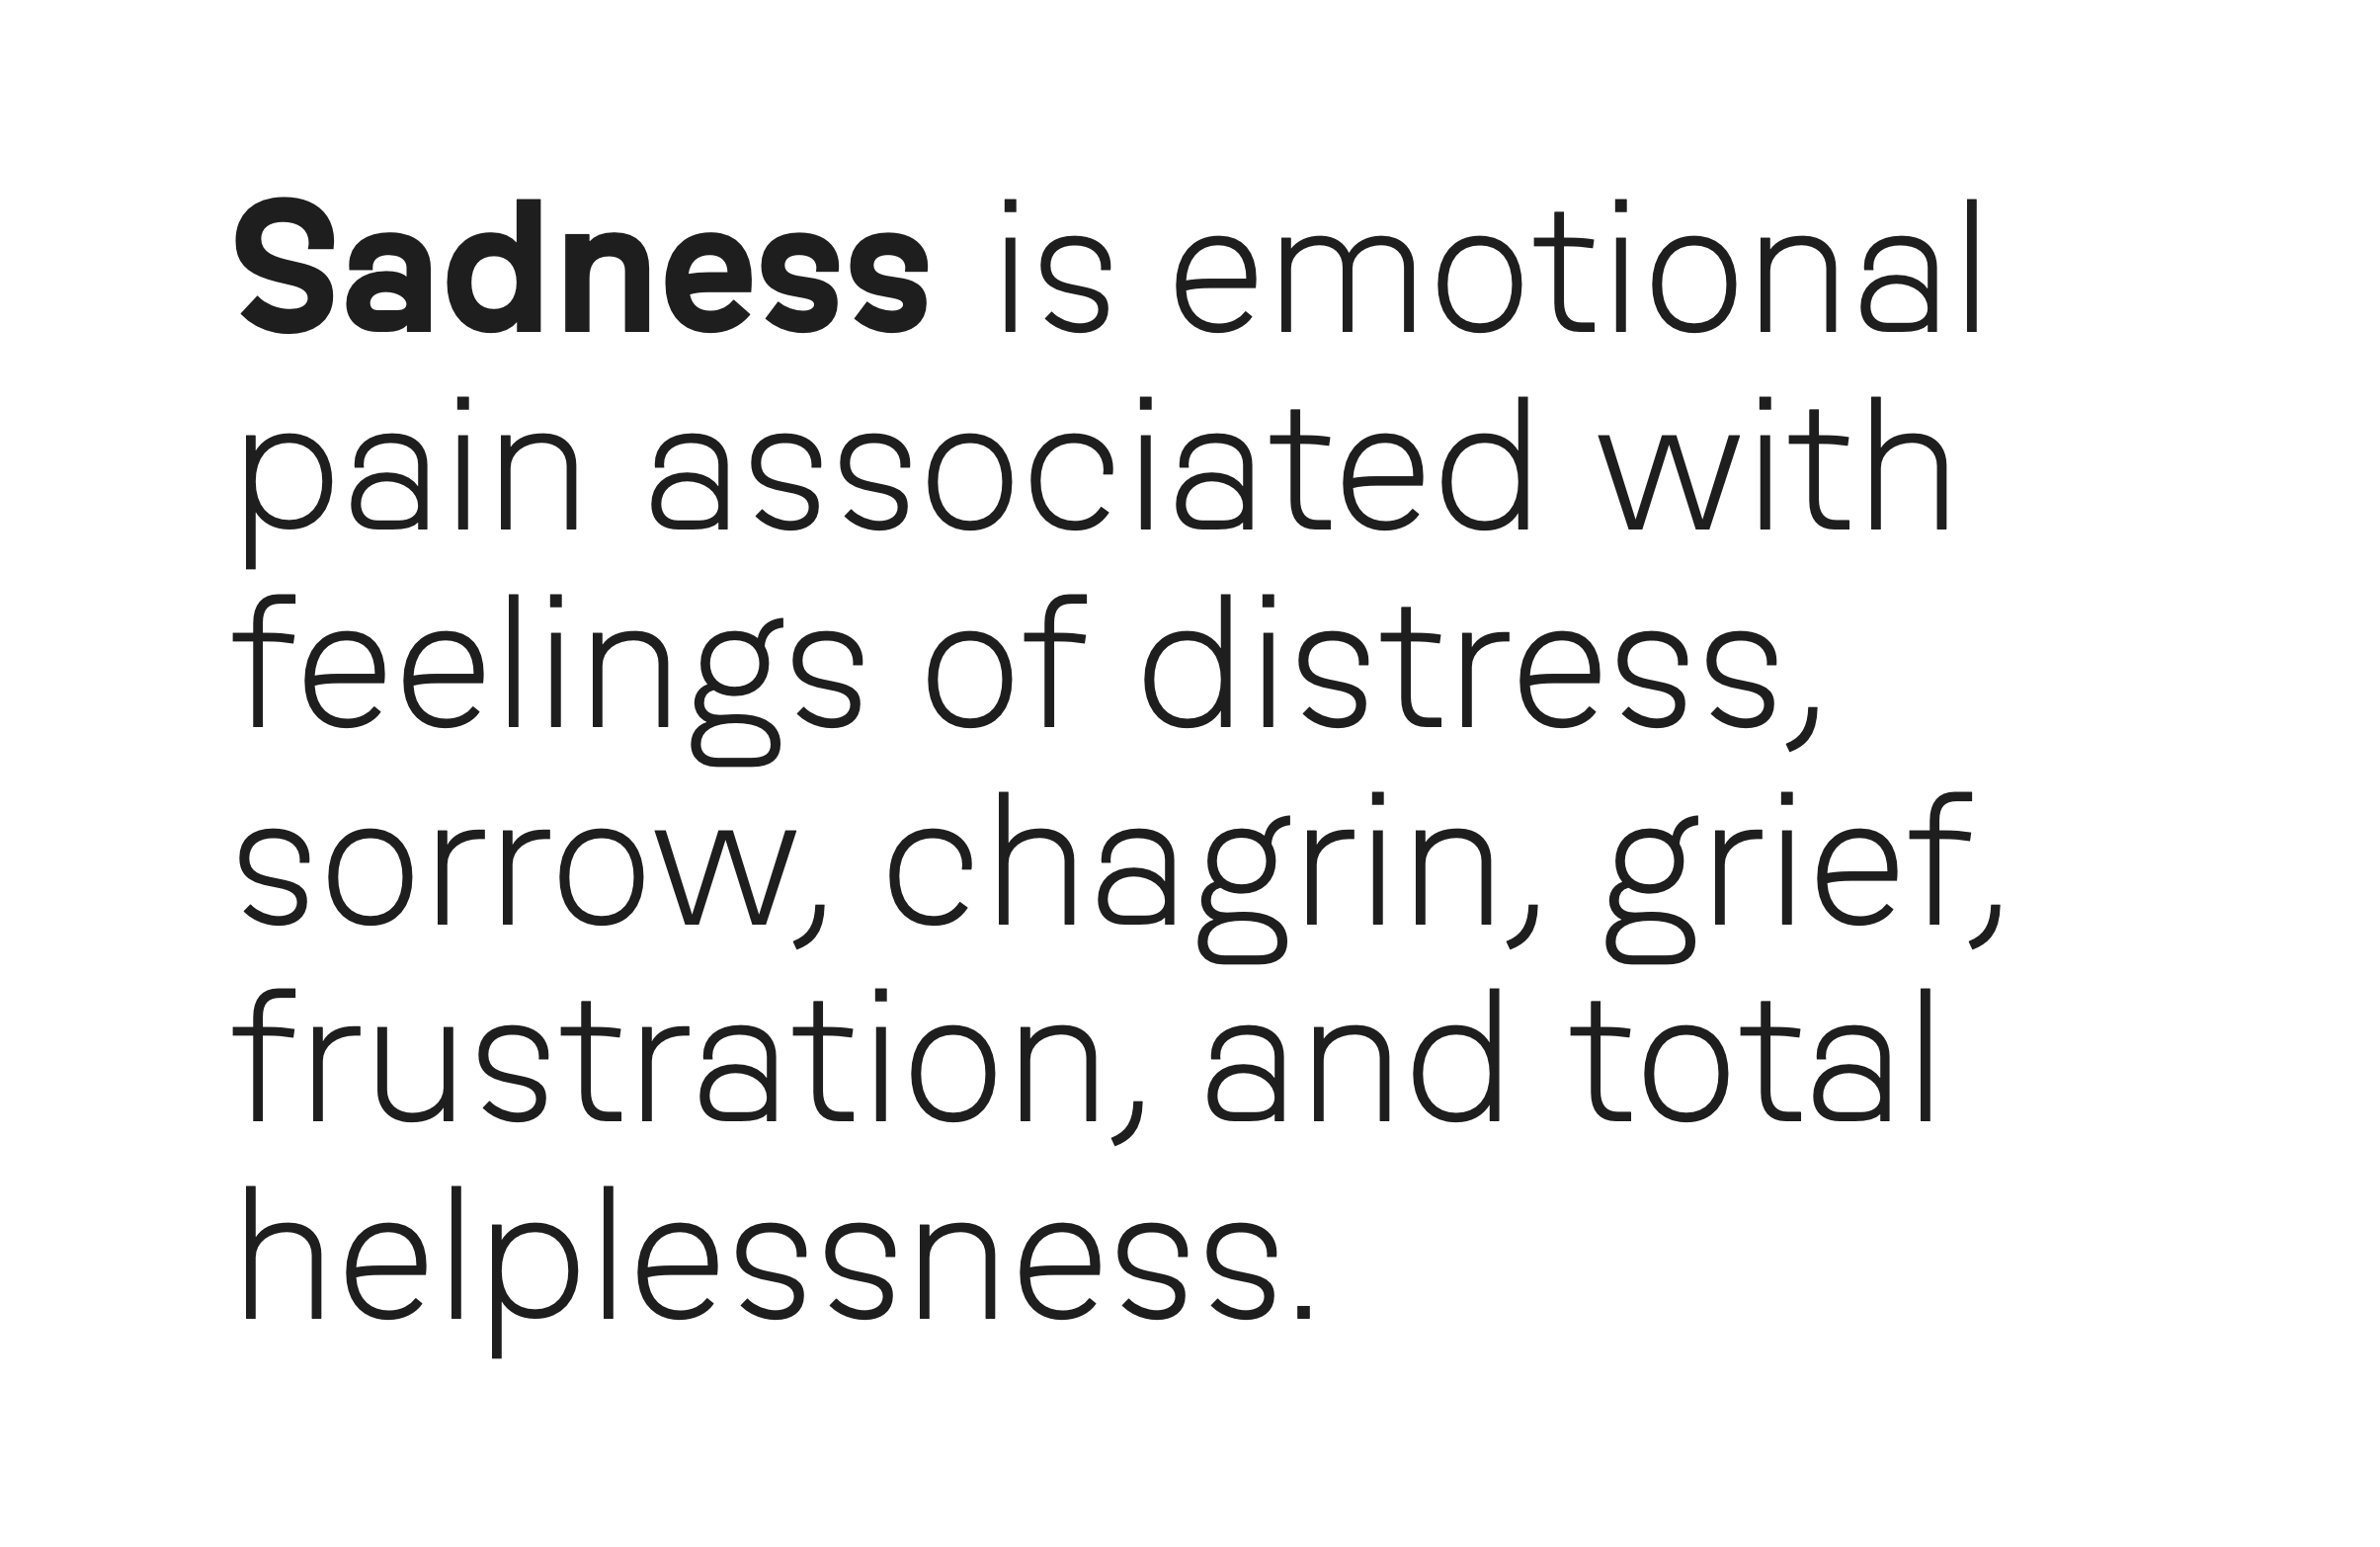 Sadness is emotional
pain associated with
feelings of distress,
sorrow, chagrin, grief,
frustration, and total
helplessness.